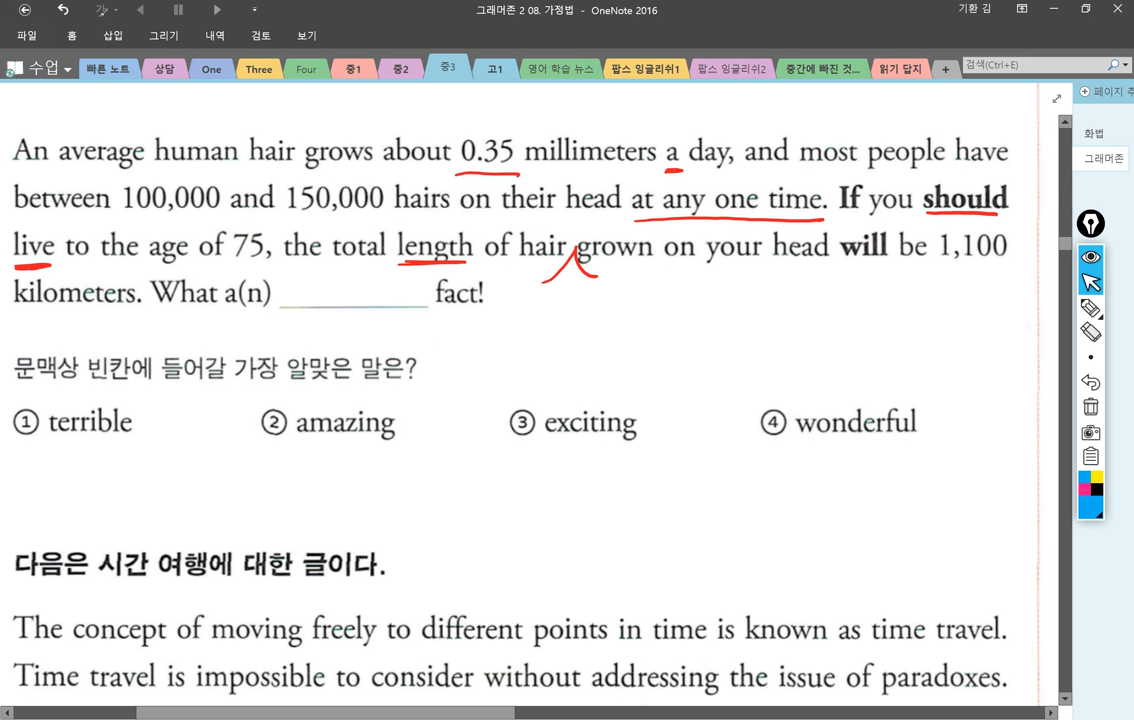 그래머존 2 08. 가정법 - OneNote 2016
기환 김
파일 홈 삽입 그리기 내역 검토 보기
수업 빠른 노트 상담 One Three Four 중1 중2 중3 고1 영어 학습 뉴스 팝스 잉글리쉬1 팝스 잉글리쉬2 중간에 빠진 것... 읽기 답지 + 검색(Ctrl+E)
페이지 추
화법
그래머존
An average human hair grows about 0.35 millimeters a day, and most people have
between 100,000 and 150,000 hairs on their head at any one time. If you should
live to the age of 75, the total length of hair grown on your head will be 1,100
kilometers. What a(n) __________ fact!
문맥상 빈칸에 들어갈 가장 알맞은 말은?
① terrible ② amazing ③ exciting ④ wonderful
다음은 시간 여행에 대한 글이다.
The concept of moving freely to different points in time is known as time travel.
Time travel is impossible to consider without addressing the issue of paradoxes.